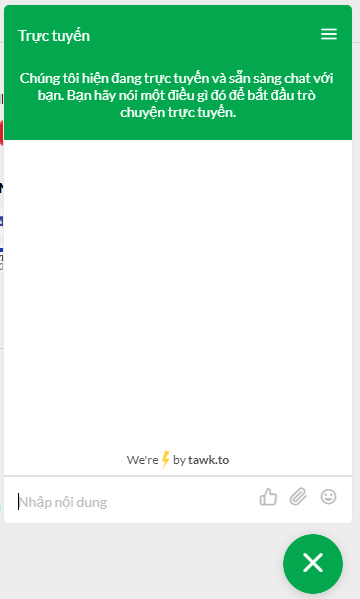 Trực tuyến
Chúng tôi hiện đang trực tuyến và sẵn sàng chat với
bạn. Bạn hãy nói một điều gì đó để bắt đầu trò
chuyện trực tuyến.
We're by tawk.to
Nhập nội dung